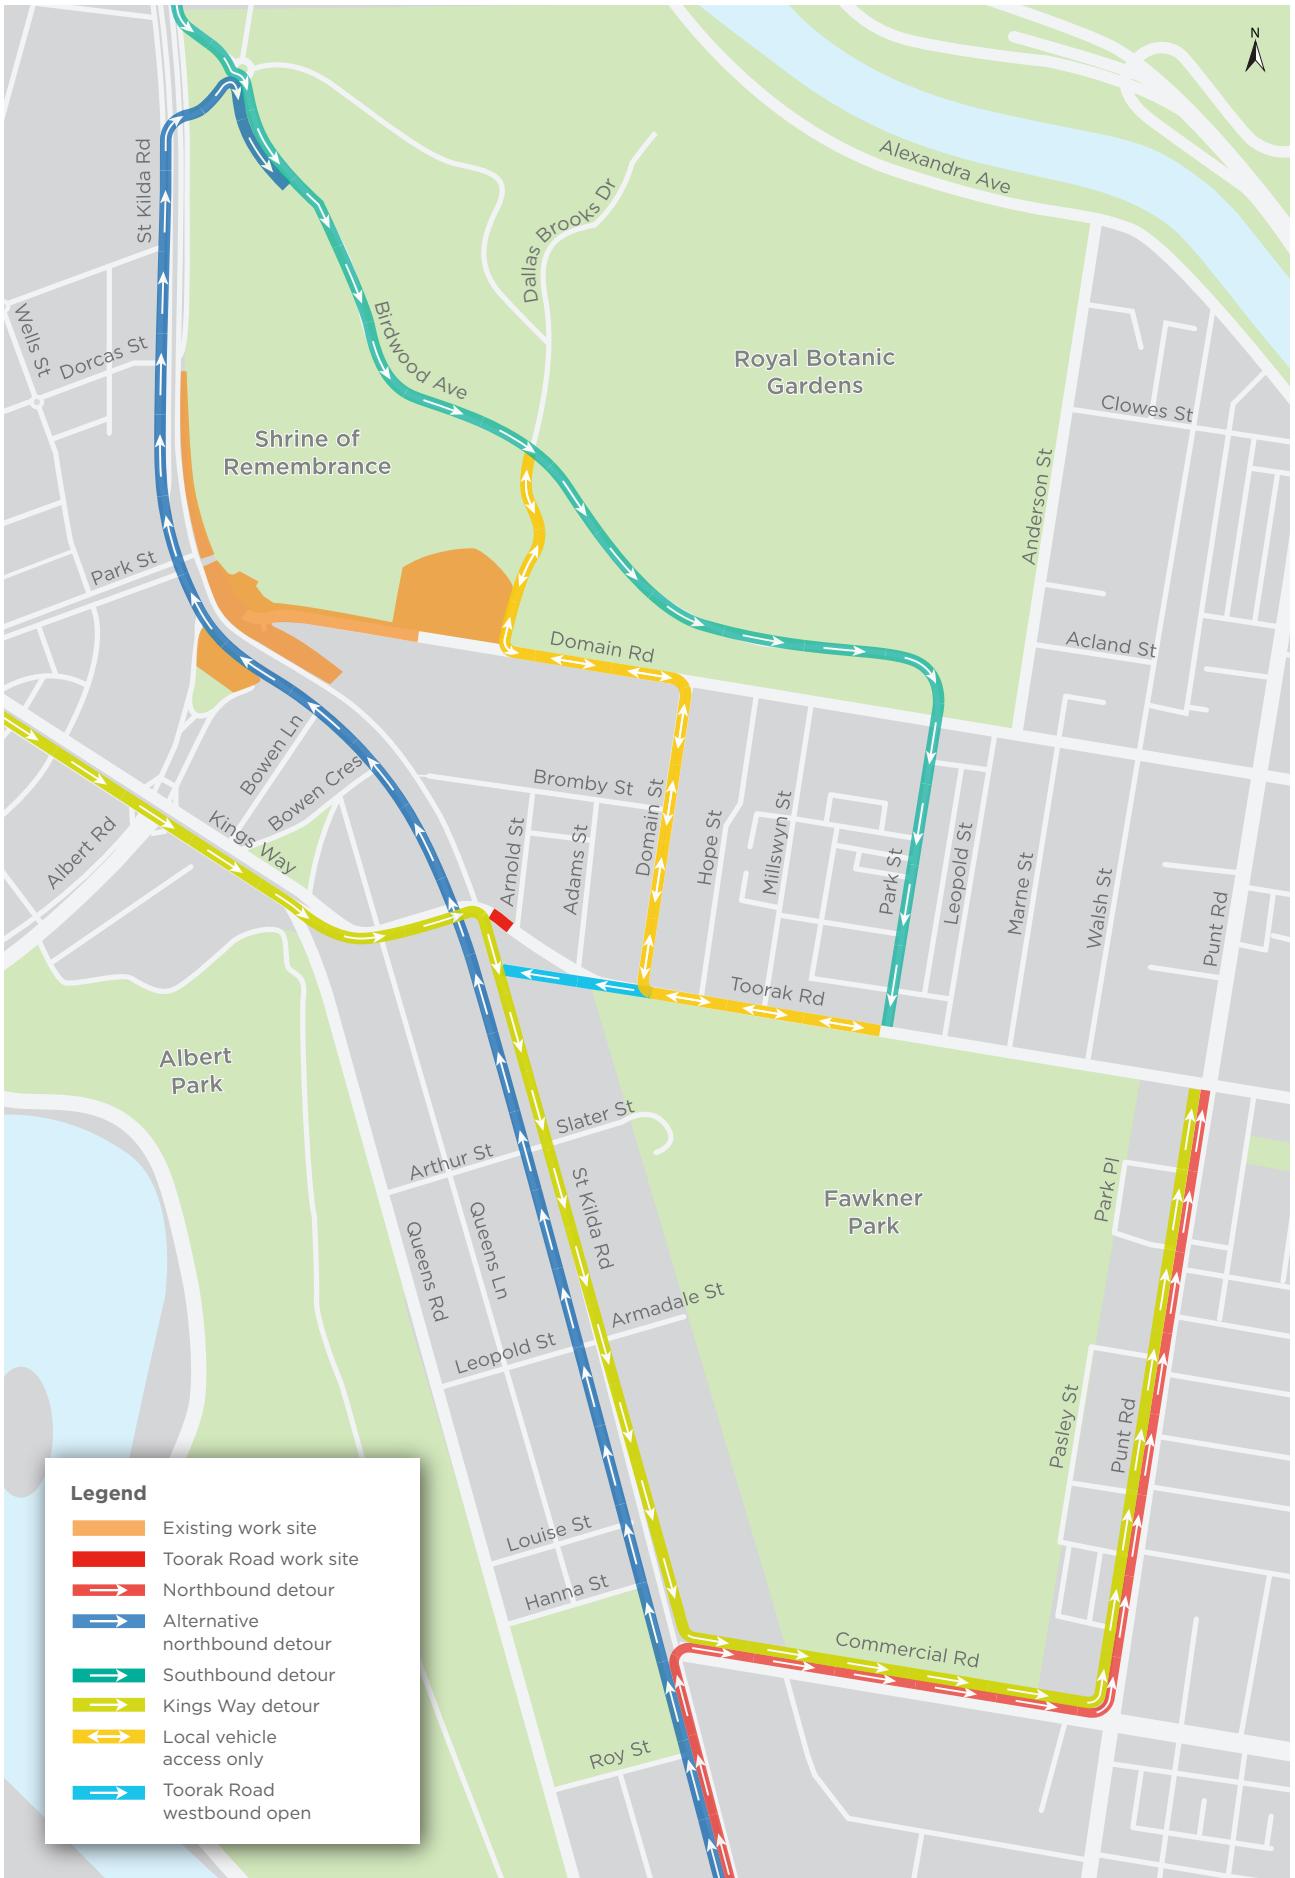 N
St Kilda Rd
Alexandra Ave
Dallas Brooks Dr
Wells St
Dorcas St
Birdwood Ave
Royal Botanic
Gardens
Clowes St
Shrine of
Remembrance
Anderson St
Park St
Domain Rd
Acland St
Bowen Ln
Bowen Cres
Bromby St
Kings Way
Albert Rd
Arnold St
Adams St
Domain St
Hope St
Millswyn St
Park St
Leopold St
Marne St
Walsh St
Punt Rd
Toorak Rd
Albert
Park
Slater St
Arthur St
St Kilda Rd
Queens Ln
Queens Rd
Fawkner
Park
Park Pl
Armadale St
Leopold St
Pasley St
Punt Rd
Louise St
Hanna St
Commercial Rd
Roy St
Legend
Existing work site
Toorak Road work site
Northbound detour
Alternative
northbound detour
Southbound detour
Kings Way detour
Local vehicle
access only
Toorak Road
westbound open